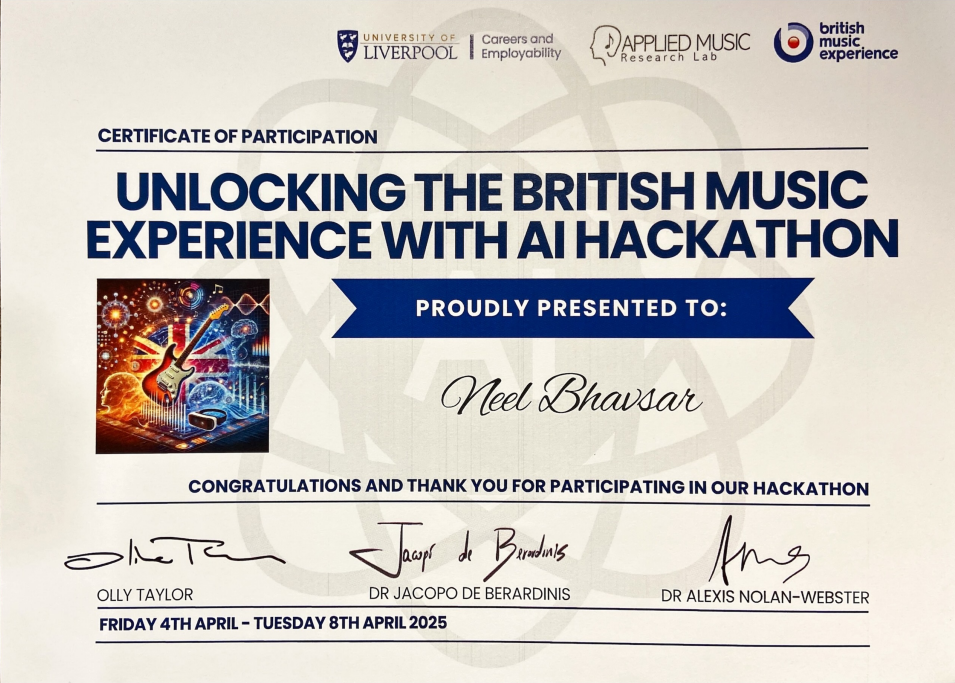 UNIVERSITY OF
LIVERPOOL
Careers and
Employability
APPLIED MUSIC
Research Lab
british
music
experience
CERTIFICATE OF PARTICIPATION
UNLOCKING THE BRITISH MUSIC
EXPERIENCE WITH AI HACKATHON
PROUDLY PRESENTED TO:
Neel Bhavsar
CONGRATULATIONS AND THANK YOU FOR PARTICIPATING IN OUR HACKATHON
Jacopo de Berardinis
OLLY TAYLOR
DR JACOPO DE BERARDINIS
DR ALEXIS NOLAN-WEBSTER
FRIDAY 4TH APRIL - TUESDAY 8TH APRIL 2025